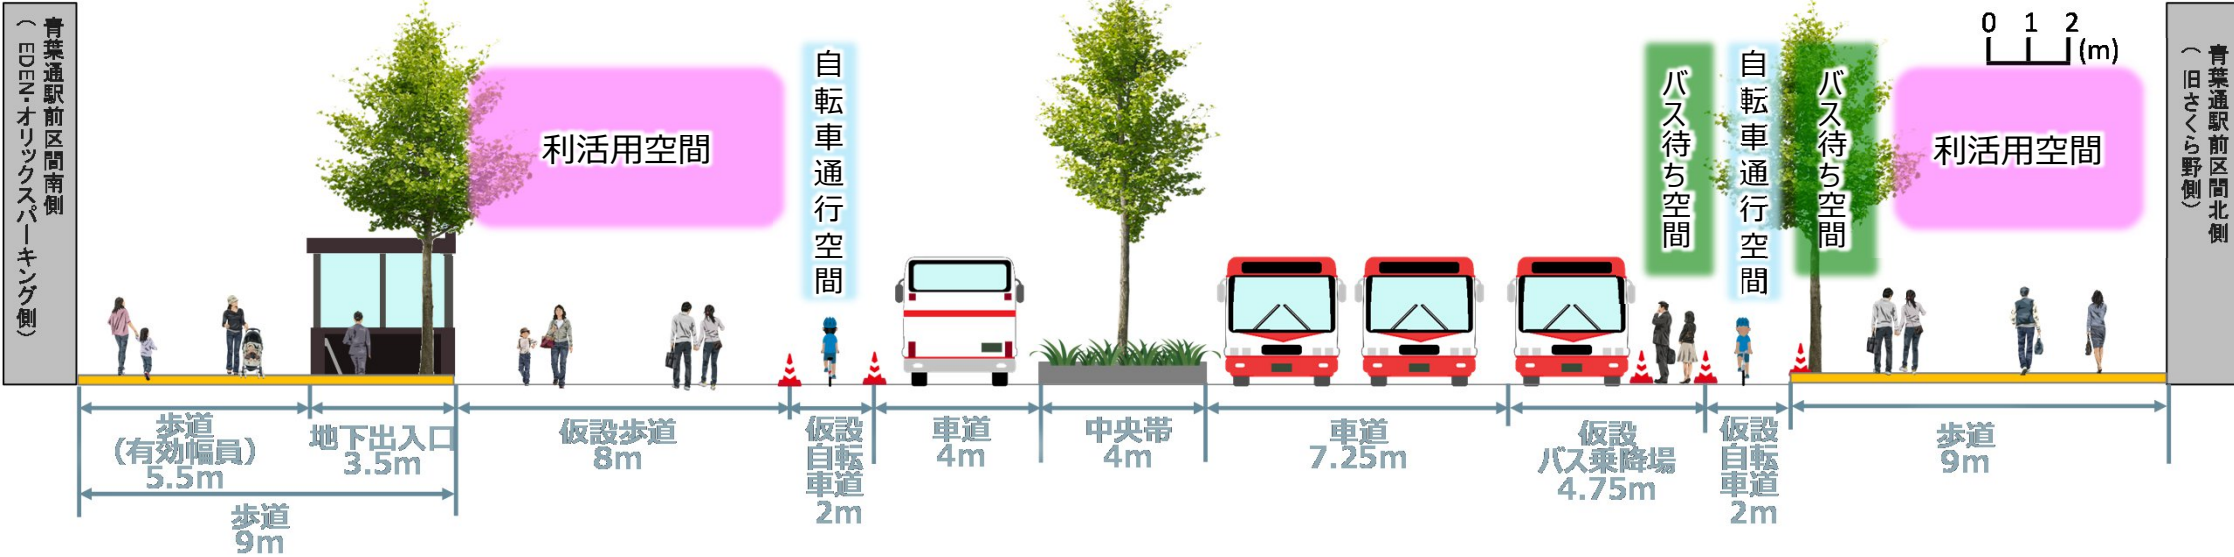 青葉通駅前区間南側
（EDEN・オリックスパーキング側）
利活用空間
自転車通行空間
バス待ち空間
自転車通行空間
バス待ち空間
利活用空間
0 1 2
(m)
青葉通駅前区間北側
（旧さくら野側）
歩道
（有効幅員）
5.5m
地下出入口
3.5m
歩道
9m
仮設歩道
8m
仮設
自転
車道
2m
車道
4m
中央帯
4m
車道
7.25m
仮設
バス乗降場
4.75m
仮設
自転
車道
2m
歩道
9m